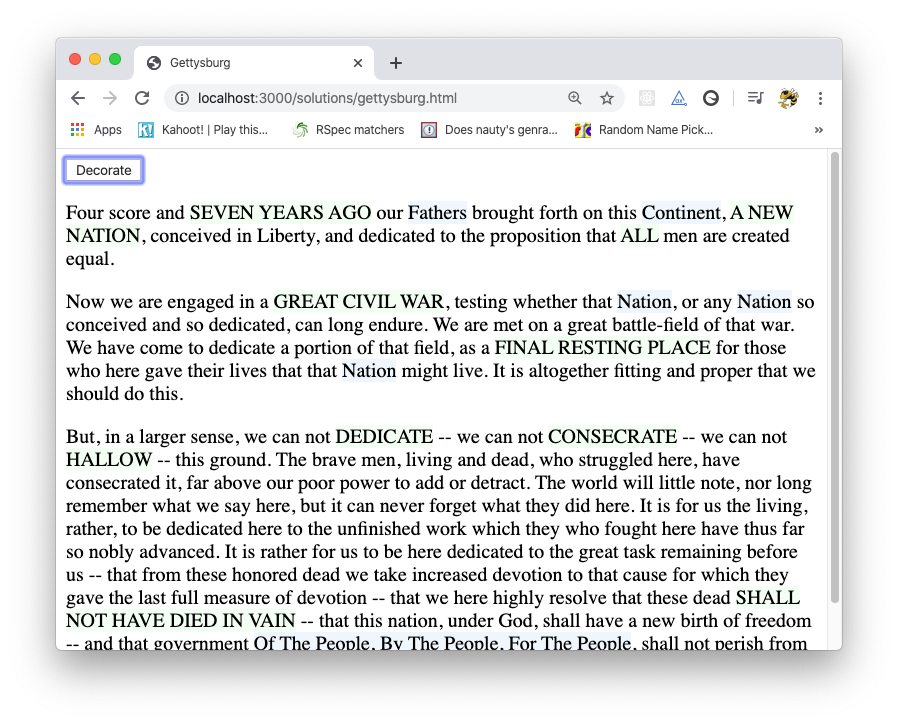 Gettysburg
localhost:3000/solutions/gettysburg.html
Apps Kahoot! | Play this... RSpec matchers Does nauty's genra... Random Name Pick... »
Decorate
Four score and SEVEN YEARS AGO our Fathers brought forth on this Continent, A NEW
NATION, conceived in Liberty, and dedicated to the proposition that ALL men are created
equal.
Now we are engaged in a GREAT CIVIL WAR, testing whether that Nation, or any Nation so
conceived and so dedicated, can long endure. We are met on a great battle-field of that war.
We have come to dedicate a portion of that field, as a FINAL RESTING PLACE for those
who here gave their lives that that Nation might live. It is altogether fitting and proper that we
should do this.
But, in a larger sense, we can not DEDICATE -- we can not CONSECRATE -- we can not
HALLOW -- this ground. The brave men, living and dead, who struggled here, have
consecrated it, far above our poor power to add or detract. The world will little note, nor long
remember what we say here, but it can never forget what they did here. It is for us the living,
rather, to be dedicated here to the unfinished work which they who fought here have thus far
so nobly advanced. It is rather for us to be here dedicated to the great task remaining before
us -- that from these honored dead we take increased devotion to that cause for which they
gave the last full measure of devotion -- that we here highly resolve that these dead SHALL
NOT HAVE DIED IN VAIN -- that this nation, under God, shall have a new birth of freedom
-- and that government Of The People, By The People, For The People, shall not perish from